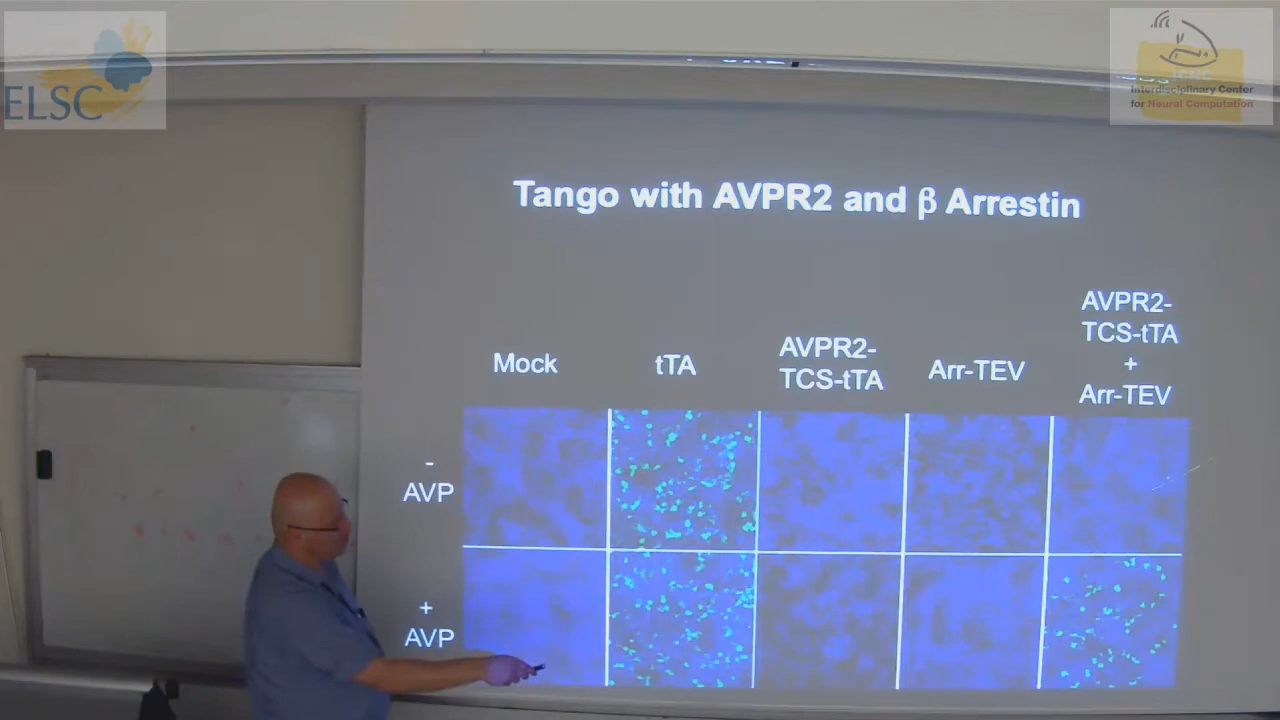 ELSC
ICNC
Interdisciplinary Center
for Neural Computation
Tango with AVPR2 and β Arrestin
Mock
tTA
AVPR2-
TCS-tTA
Arr-TEV
AVPR2-
TCS-tTA
+
Arr-TEV
-
AVP
+
AVP